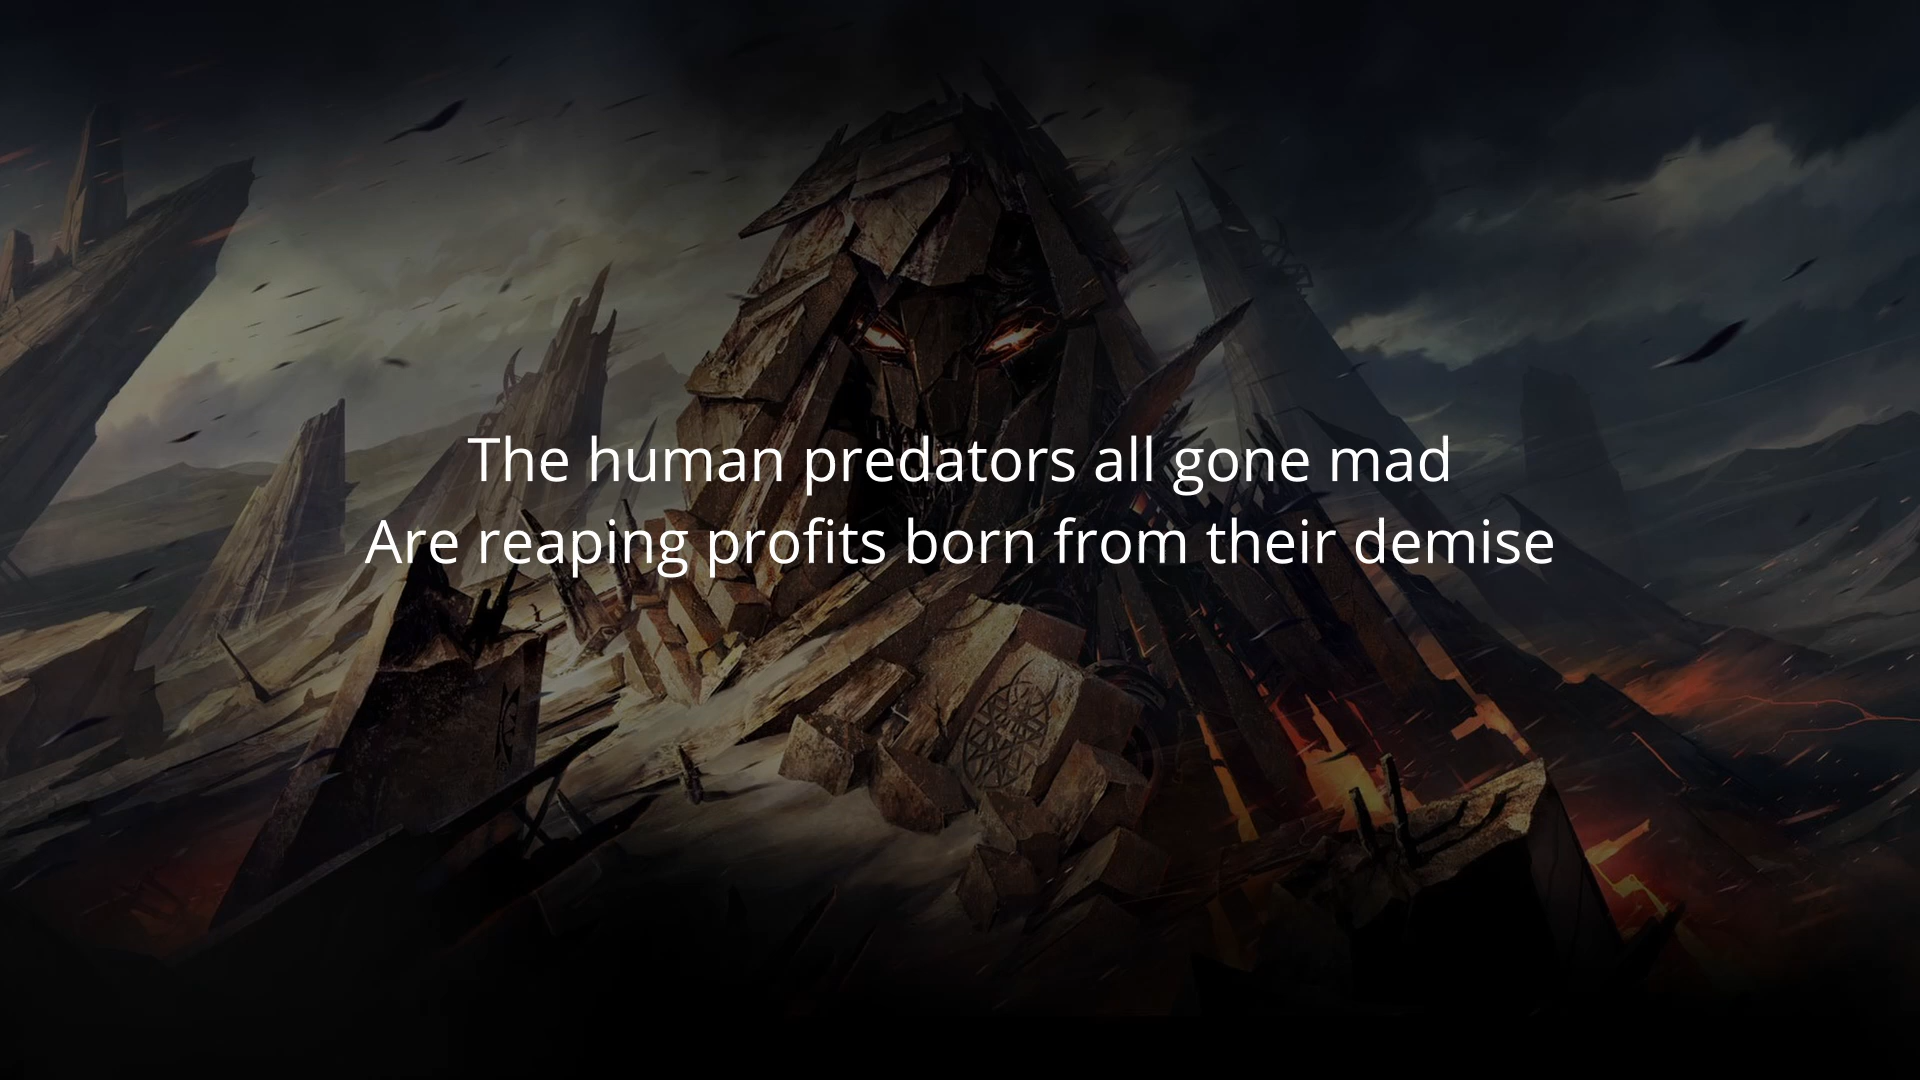 The human predators all gone mad
Are reaping profits born from their demise